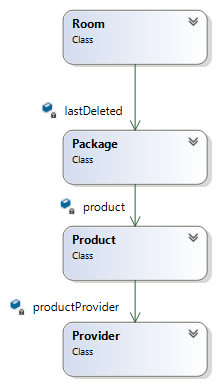 Room
Class
lastDeleted
Package
Class
product
Product
Class
productProvider
Provider
Class